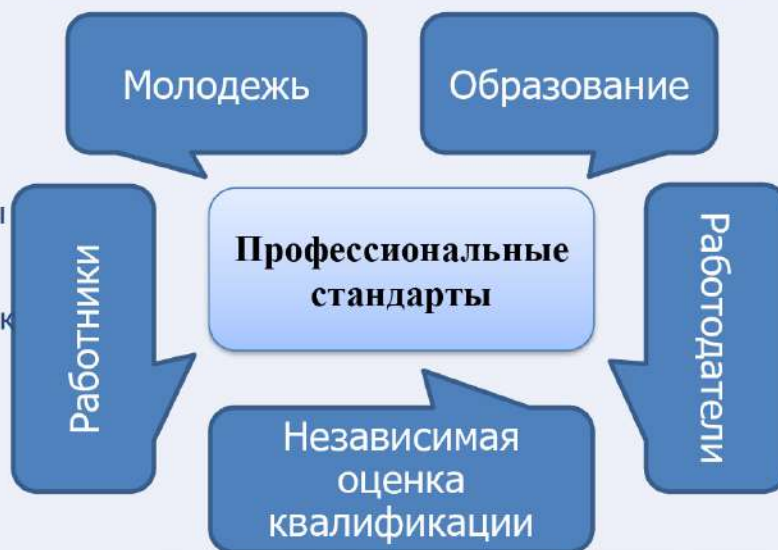 Молодежь
Образование
Работники
Профессиональные
стандарты
Работодатели
Независимая
оценка
квалификации